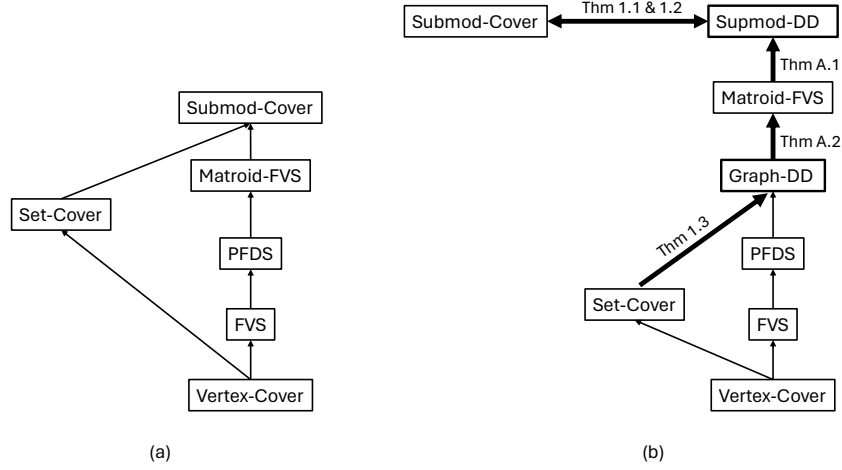 Submod-Cover
Matroid-FVS
Set-Cover
PFDS
FVS
Vertex-Cover
(a)
Submod-Cover
Thm 1.1 & 1.2
Supmod-DD
Thm A.1
Matroid-FVS
Thm A.2
Graph-DD
Thm 1.3
PFDS
Set-Cover
FVS
Vertex-Cover
(b)